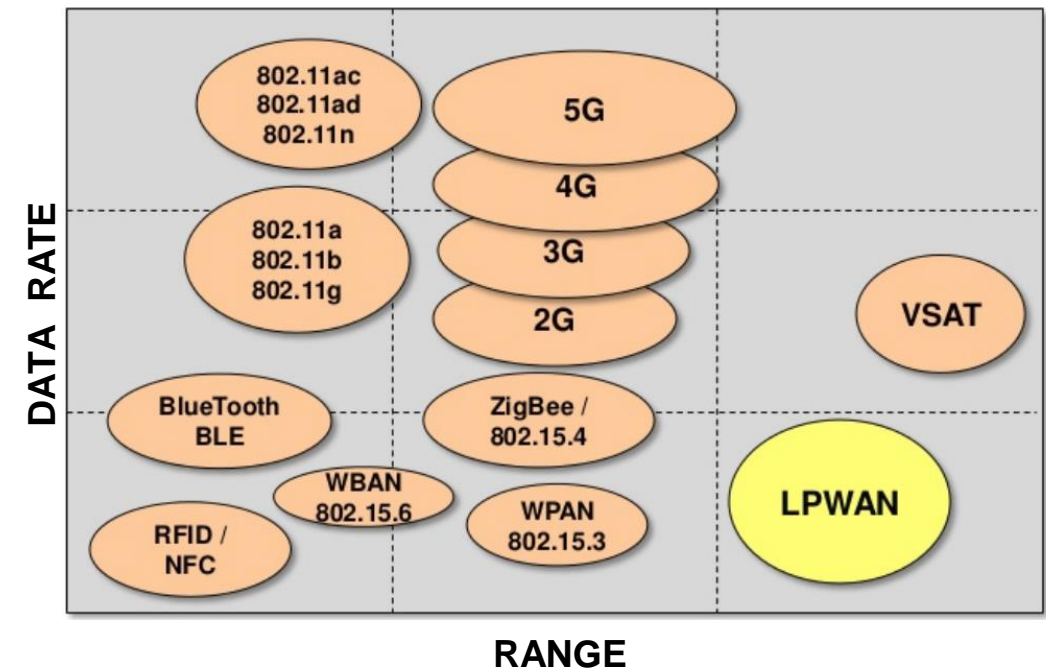 802.11ac
802.11ad
802.11n
5G
4G
802.11a
802.11b
802.11g
3G
2G
VSAT
BlueTooth
BLE
ZigBee /
802.15.4
WBAN
802.15.6
WPAN
802.15.3
LPWAN
RFID /
NFC
DATA RATE
RANGE